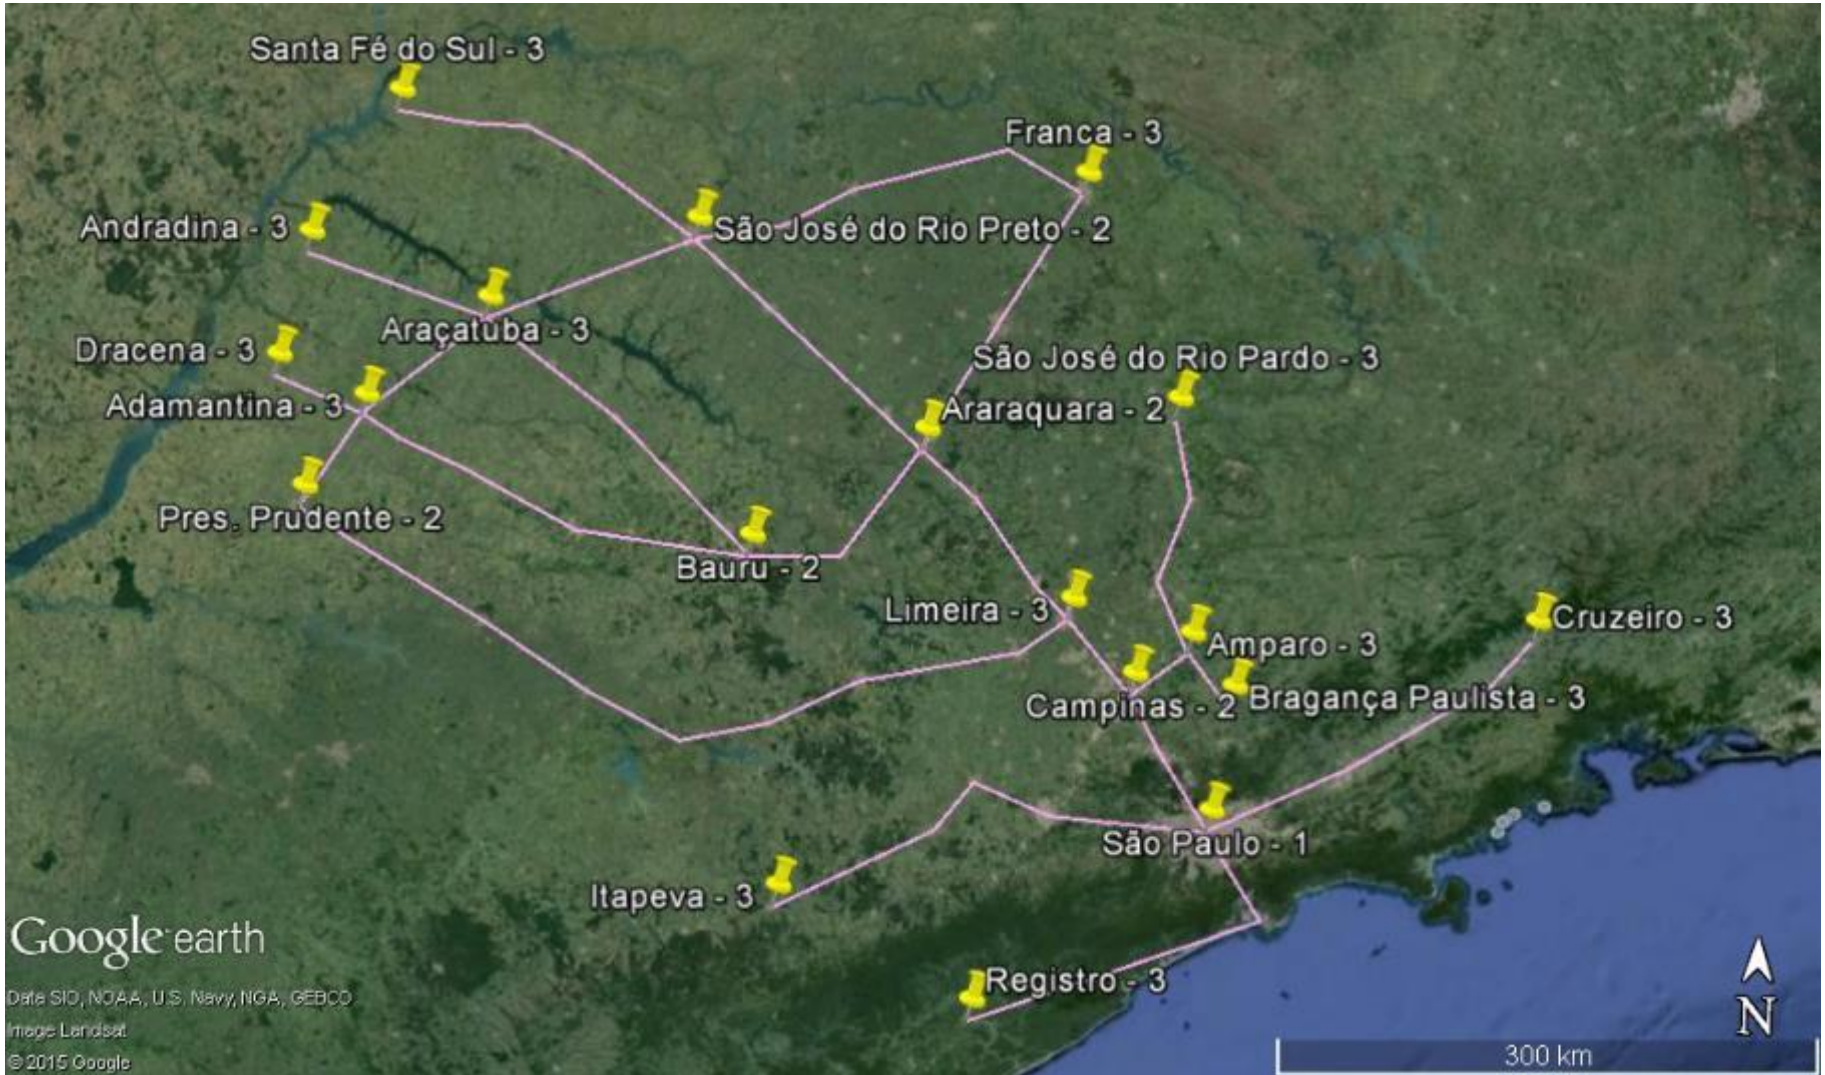 Santa Fé do Sul - 3
Franca - 3
Andradina - 3
São José do Rio Preto - 2
Araçatuba - 3
Dracena - 3
São José do Rio Pardo - 3
Adamantina - 3
Araraquara - 2
Pres. Prudente - 2
Bauru - 2
Limeira - 3
Cruzeiro - 3
Amparo - 3
Campinas - 2
Bragança Paulista - 3
São Paulo - 1
Itapeva - 3
Google earth
Registro - 3
Data SIO, NOAA, U.S. Navy, NGA, GEBCO
Image Landsat
© 2015 Google
N
300 km